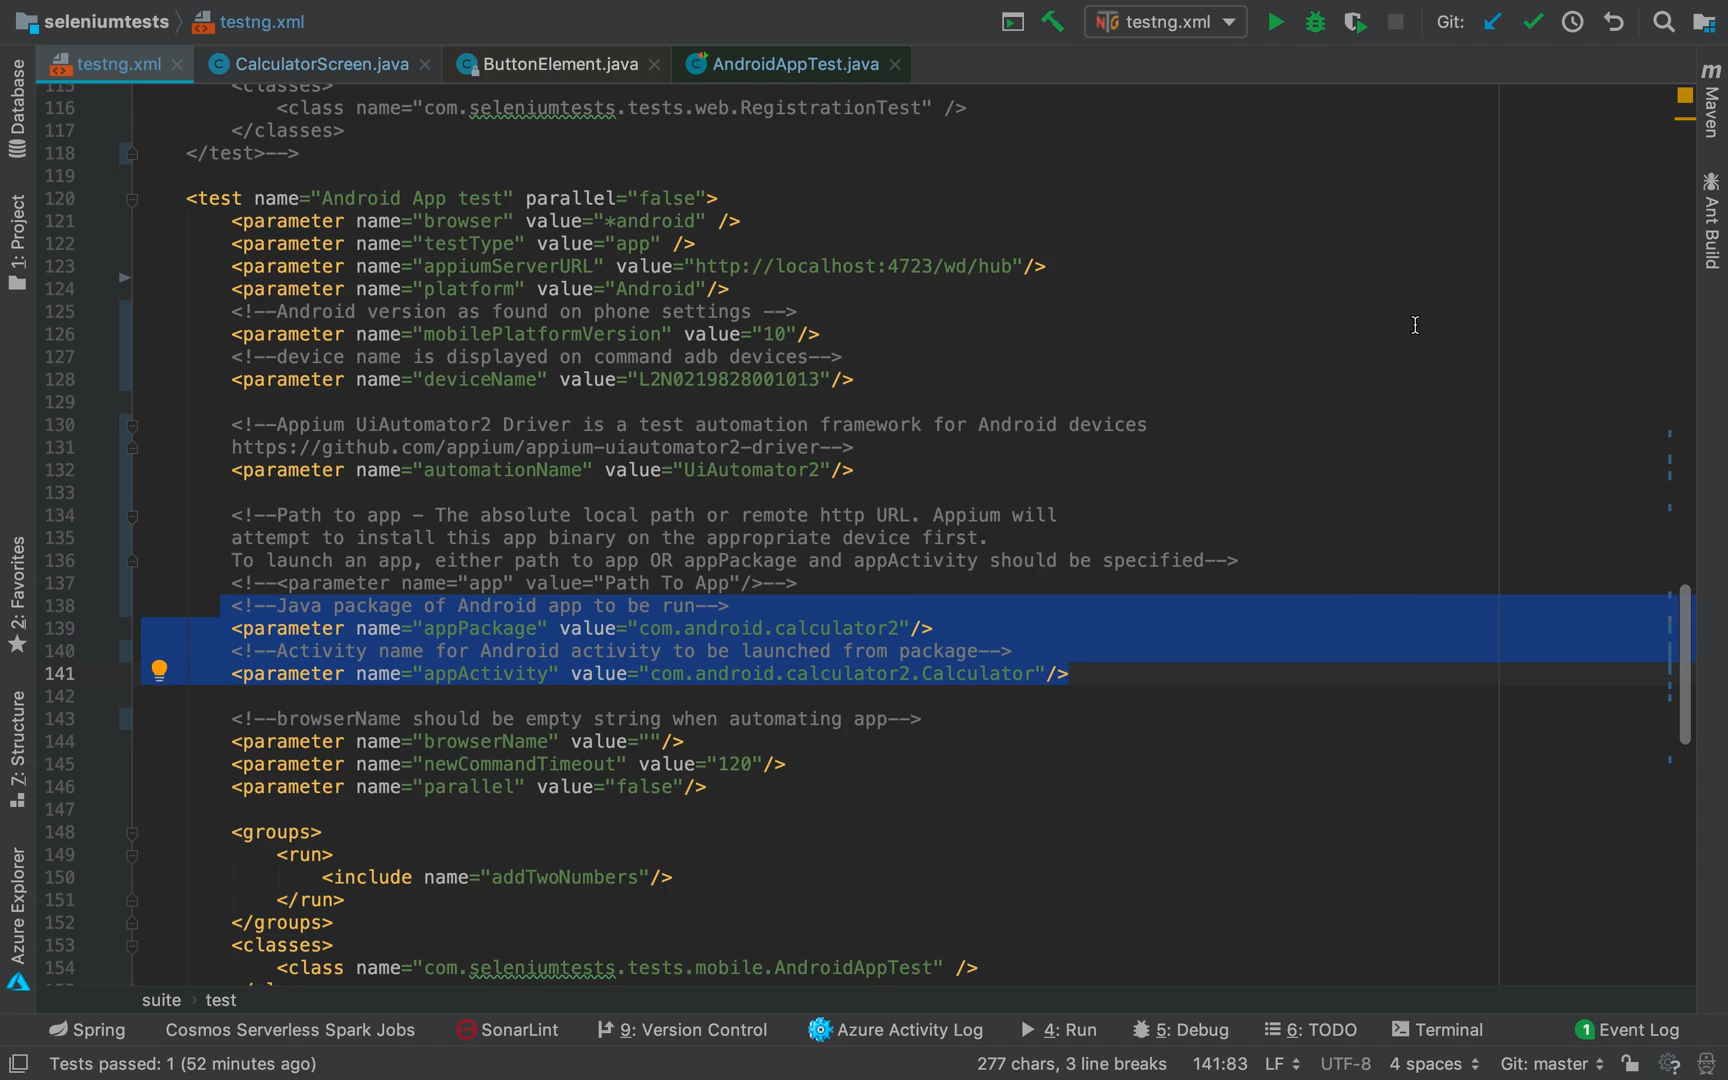 seleniumtests testng.xml testng.xml Git:
testng.xml CalculatorScreen.java ButtonElement.java AndroidAppTest.java
115 <classes>
116 <class name="com.seleniumtests.tests.web.RegistrationTest" />
117 </classes>
118 </test>-->
119
120 <test name="Android App test" parallel="false">
121 <parameter name="browser" value="*android" />
122 <parameter name="testType" value="app" />
123 <parameter name="appiumServerURL" value="http://localhost:4723/wd/hub"/>
124 <parameter name="platform" value="Android"/>
125 <!--Android version as found on phone settings -->
126 <parameter name="mobilePlatformVersion" value="10"/>
127 <!--device name is displayed on command adb devices-->
128 <parameter name="deviceName" value="L2N0219828001013"/>
129
130 <!--Appium UiAutomator2 Driver is a test automation framework for Android devices
131 https://github.com/appium/appium-uiautomator2-driver-->
132 <parameter name="automationName" value="UiAutomator2"/>
133
134 <!--Path to app – The absolute local path or remote http URL. Appium will
135 attempt to install this app binary on the appropriate device first.
136 To launch an app, either path to app OR appPackage and appActivity should be specified-->
137 <!--<parameter name="app" value="Path To App"/>-->
138 <!--Java package of Android app to be run-->
139 <parameter name="appPackage" value="com.android.calculator2"/>
140 <!--Activity name for Android activity to be launched from package-->
141 <parameter name="appActivity" value="com.android.calculator2.Calculator"/>
142
143 <!--browserName should be empty string when automating app-->
144 <parameter name="browserName" value=""/>
145 <parameter name="newCommandTimeout" value="120"/>
146 <parameter name="parallel" value="false"/>
147
148 <groups>
149 <run>
150 <include name="addTwoNumbers"/>
151 </run>
152 </groups>
153 <classes>
154 <class name="com.seleniumtests.tests.mobile.AndroidAppTest" />
Database
1: Project
2: Favorites
7: Structure
Azure Explorer
m Maven
Ant Build
suite › test
Spring Cosmos Serverless Spark Jobs SonarLint 9: Version Control Azure Activity Log 4: Run 5: Debug 6: TODO Terminal 1 Event Log
Tests passed: 1 (52 minutes ago) 277 chars, 3 line breaks 141:83 LF UTF-8 4 spaces Git: master